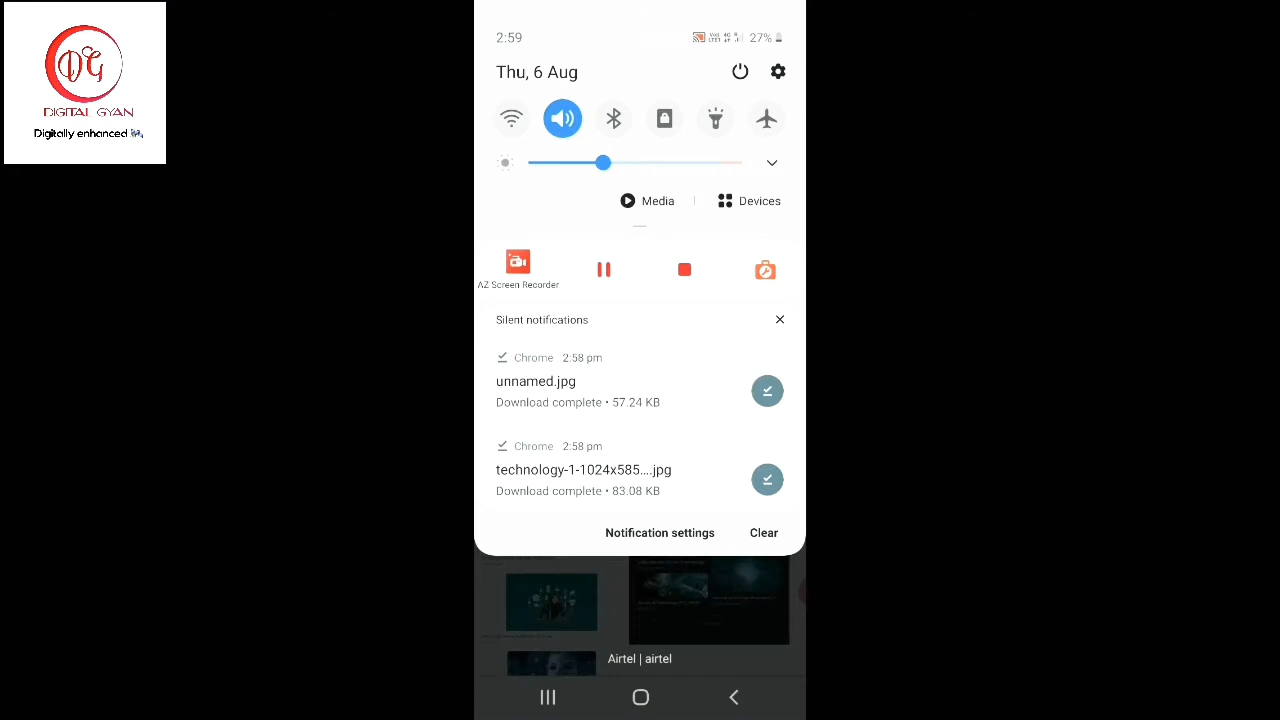 DG
DIGITAL GYAN
Digitally enhanced
2:59
27%
Thu, 6 Aug
Media
Devices
AZ Screen Recorder
Silent notifications
Chrome 2:58 pm
unnamed.jpg
Download complete • 57.24 KB
Chrome 2:58 pm
technology-1-1024x585....jpg
Download complete • 83.08 KB
Notification settings
Clear
Airtel | airtel